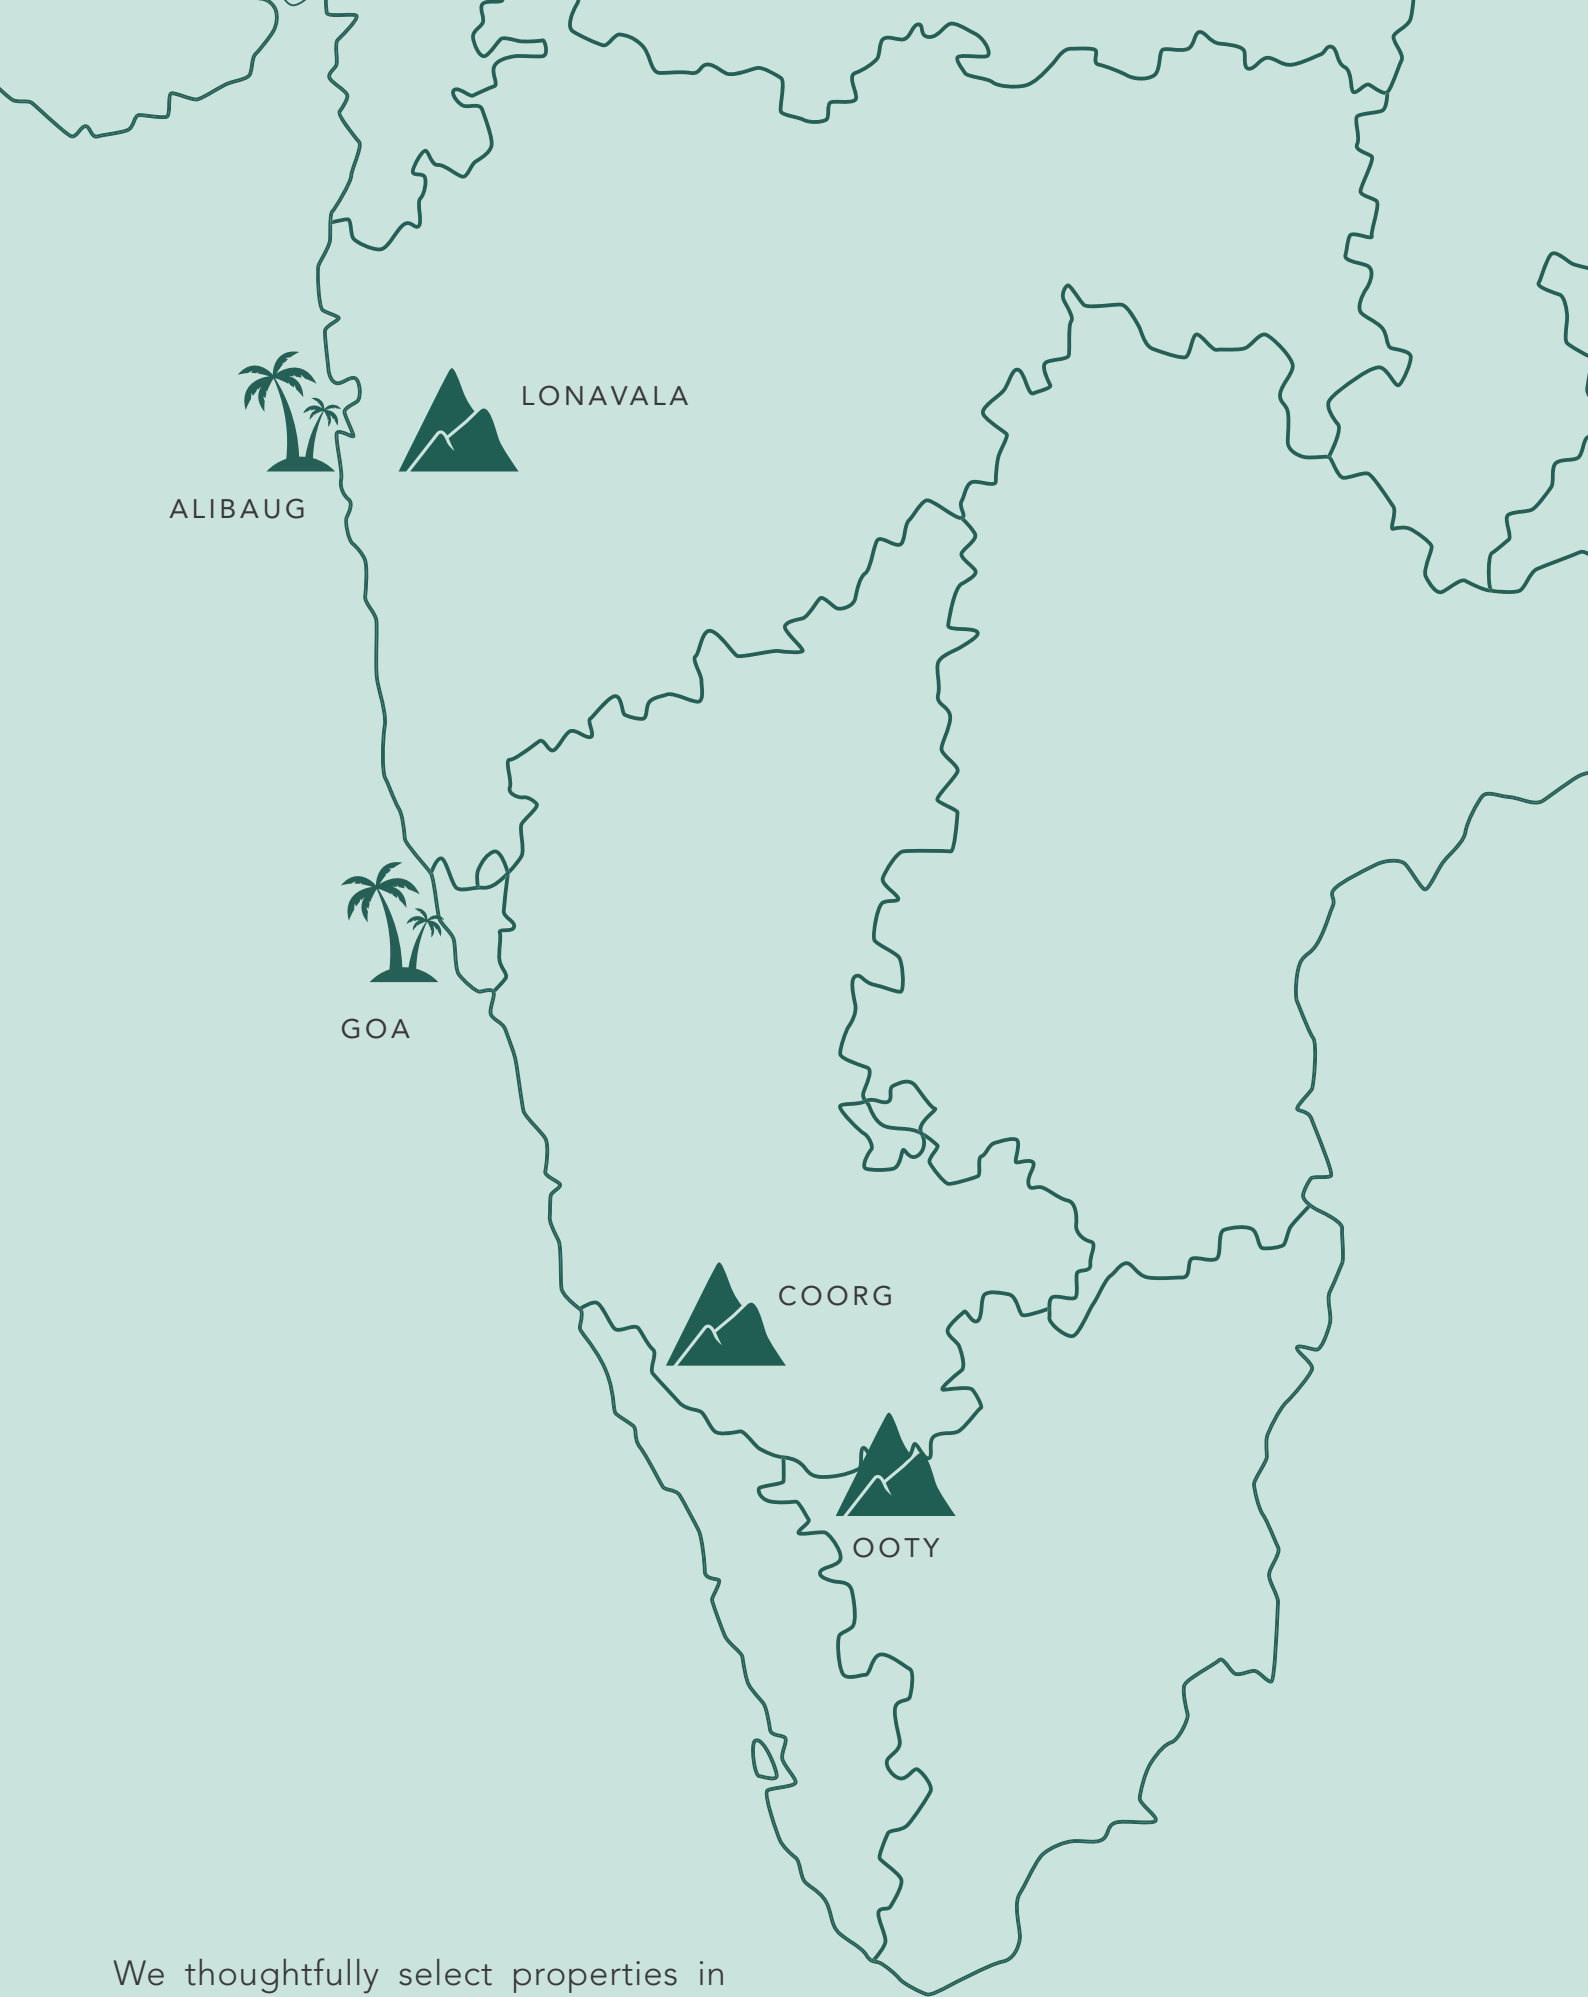 LONAVALA
ALIBAUG
GOA
COORG
OOTY
We thoughtfully select properties in